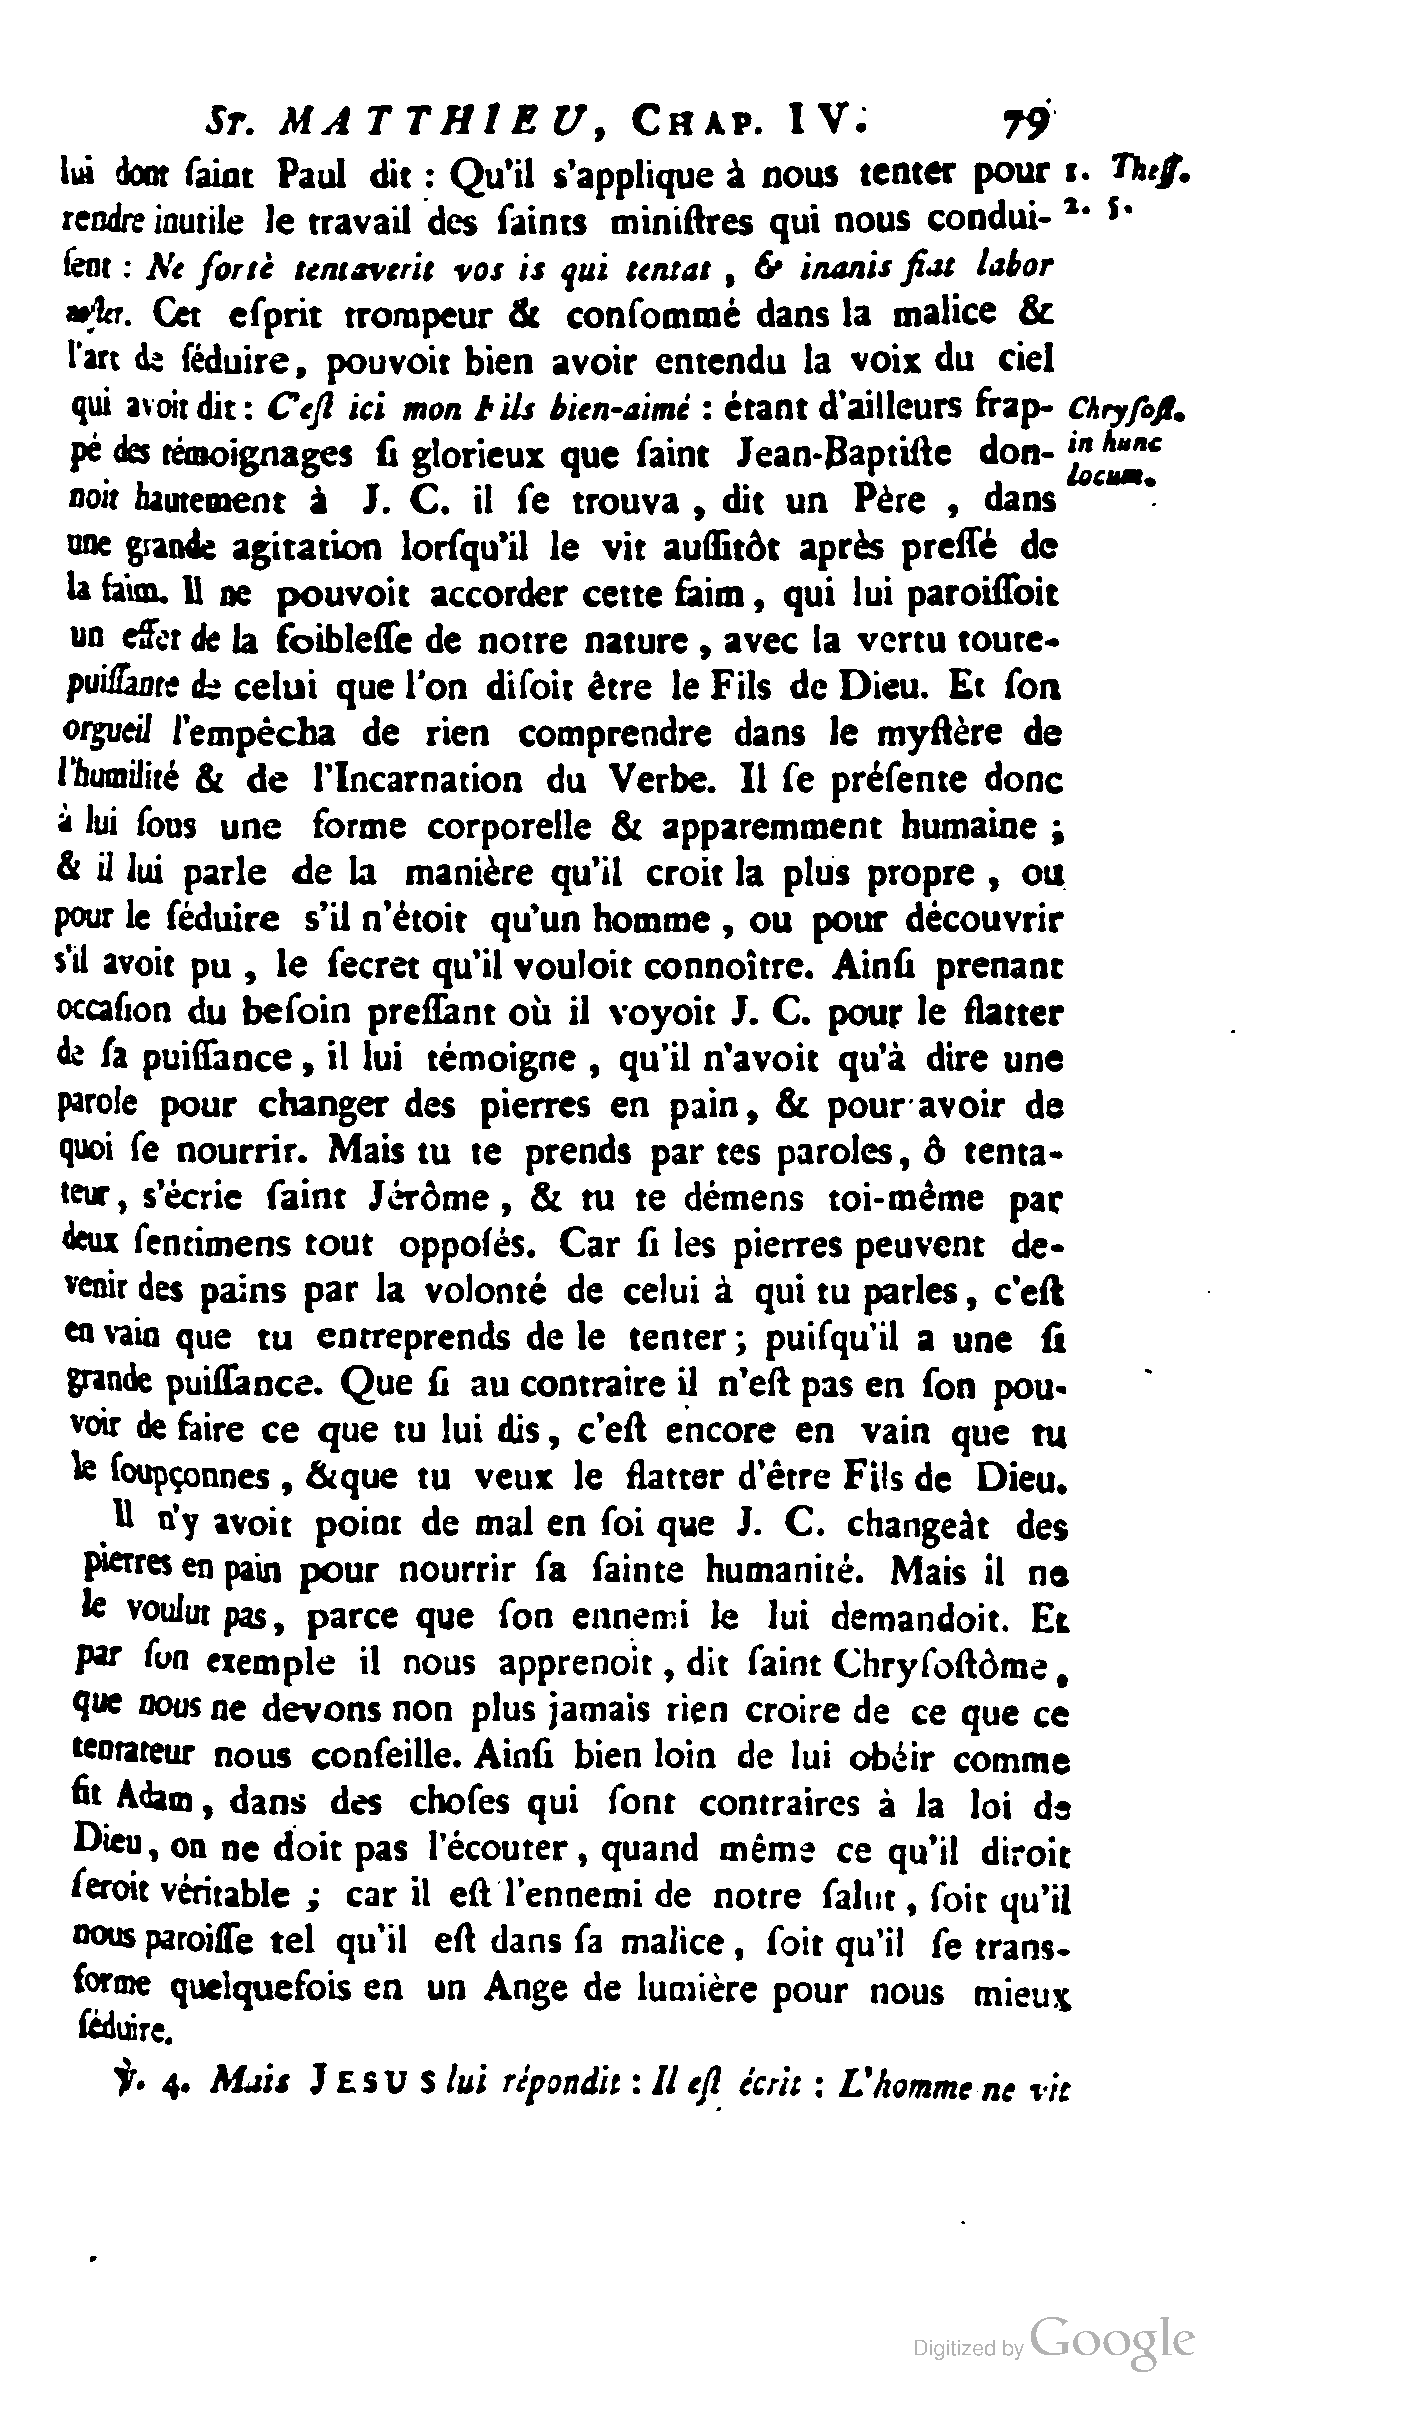 ST. MATTHIEU, CHAP. IV. 79
lui dont ſaint Paul dit : Qu'il s'applique à nous tenter pour 1. Theſſ.
rendre inutile le travail des ſaints miniſtres qui nous condui- 2. 5.
ſent : Ne fortè tentaverit vos is qui tentat , & inanis fiat labor
noſter. Cet eſprit trompeur & conſommé dans la malice &
l'art de ſéduire, pouvoit bien avoir entendu la voix du ciel
qui avoit dit : C'eſt ici mon Fils bien-aimé : étant d'ailleurs frap- Chryſoſt.
pé des témoignages ſi glorieux que ſaint Jean-Baptiſte don- in hunc
noit hautement à J. C. il ſe trouva , dit un Père , dans locum.
une grande agitation lorſqu'il le vit auſſitôt après preſſé de
la faim. Il ne pouvoit accorder cette faim , qui lui paroiſſoit
un effet de la foibleſſe de notre nature , avec la vertu toute-
puiſſante de celui que l'on diſoit être le Fils de Dieu. Et ſon
orgueil l'empêcha de rien comprendre dans le myſtère de
l'humilité & de l'Incarnation du Verbe. Il ſe préſente donc
à lui ſous une forme corporelle & apparemment humaine ;
& il lui parle de la manière qu'il croit la plus propre , ou
pour le ſéduire s'il n'étoit qu'un homme , ou pour découvrir
s'il avoit pu , le ſecret qu'il vouloit connoître. Ainſi prenant
occaſion du beſoin preſſant où il voyoit J. C. pour le flatter
de ſa puiſſance , il lui témoigne , qu'il n'avoit qu'à dire une
parole pour changer des pierres en pain, & pour avoir de
quoi ſe nourrir. Mais tu te prends par tes paroles, ô tenta-
teur, s'écrie ſaint Jérôme , & tu te démens toi-même par
deux ſentimens tout oppoſés. Car ſi les pierres peuvent de-
venir des pains par la volonté de celui à qui tu parles, c'eſt
en vain que tu entreprends de le tenter ; puiſqu'il a une ſi
grande puiſſance. Que ſi au contraire il n'eſt pas en ſon pou-
voir de faire ce que tu lui dis, c'eſt encore en vain que tu
le ſoupçonnes , &que tu veux le flatter d'être Fils de Dieu.
Il n'y avoit point de mal en ſoi que J. C. changeât des
pierres en pain pour nourrir ſa ſainte humanité. Mais il ne
le voulut pas, parce que ſon ennemi le lui demandoit. Et
par ſon exemple il nous apprenoit , dit ſaint Chryſoſtôme ,
que nous ne devons non plus jamais rien croire de ce que ce
tentateur nous conſeille. Ainſi bien loin de lui obéir comme
fit Adam , dans des choſes qui ſont contraires à la loi de
Dieu, on ne doit pas l'écouter , quand même ce qu'il diroit
ſeroit véritable ; car il eſt l'ennemi de notre ſalut , ſoit qu'il
nous paroiſſe tel qu'il eſt dans ſa malice , ſoit qu'il ſe trans-
forme quelquefois en un Ange de lumière pour nous mieux
ſéduire.
℣. 4. Mais JESUS lui répondit : Il eſt écrit : L'homme ne vit
Digitized by Google